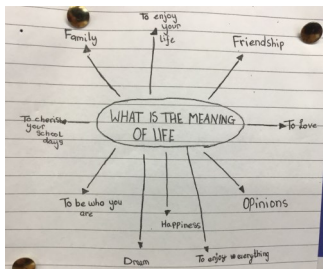 To enjoy
your
life
Family
Friendship
To cherish
your
school
days
WHAT IS THE MEANING
OF LIFE
To Love
To be who you
are
Opinions
Happiness
Drum
To enjoy everything